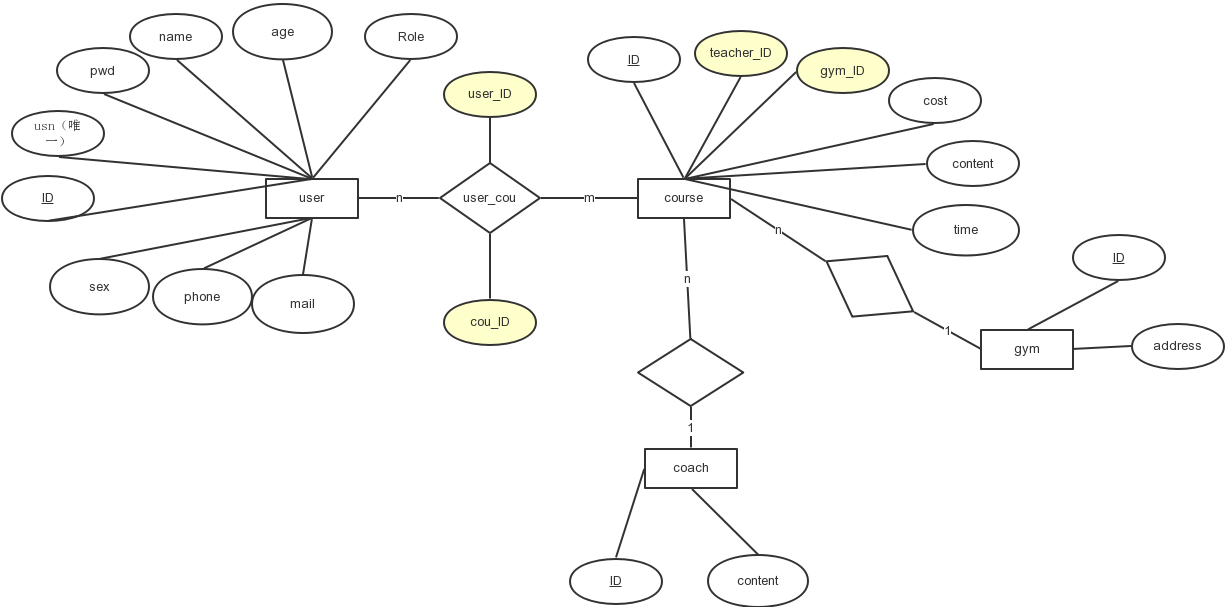 name
age
Role
pwd
usn（唯
一）
ID
user
sex
phone
mail
user_ID
n
user_cou
m
cou_ID
ID
teacher_ID
gym_ID
cost
content
time
course
n
n
1
ID
gym
address
1
coach
ID
content